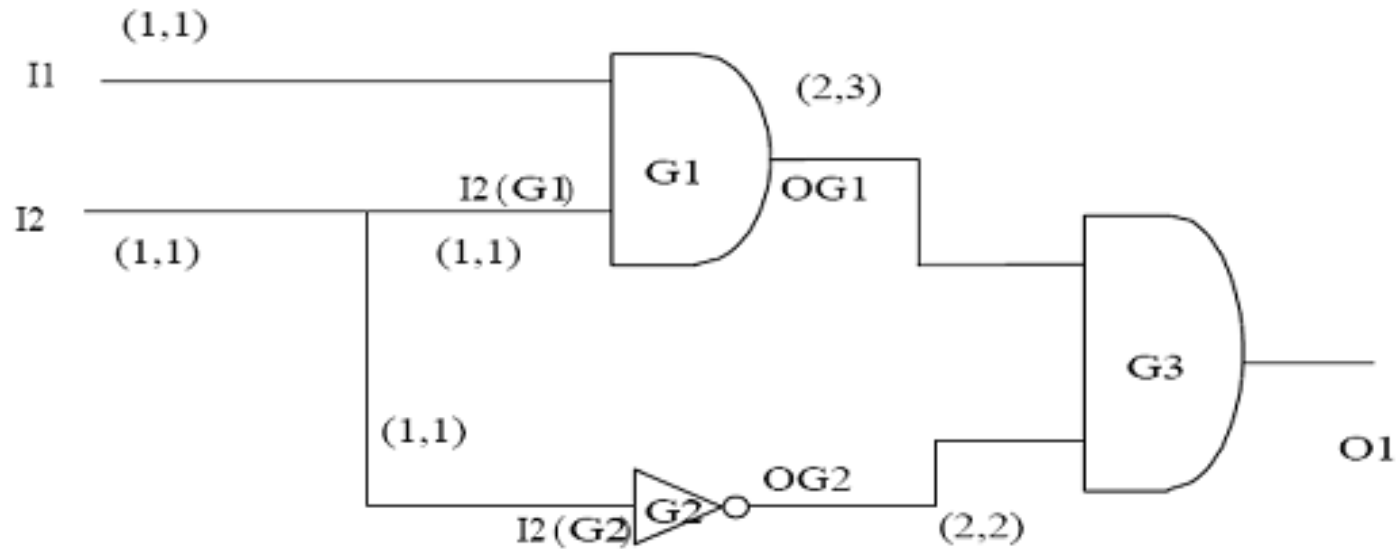 (1,1)
I1
(2,3)
G1
I2(G1)
OG1
I2
(1,1)
(1,1)
G3
(1,1)
O1
OG2
G2
I2(G2)
(2,2)